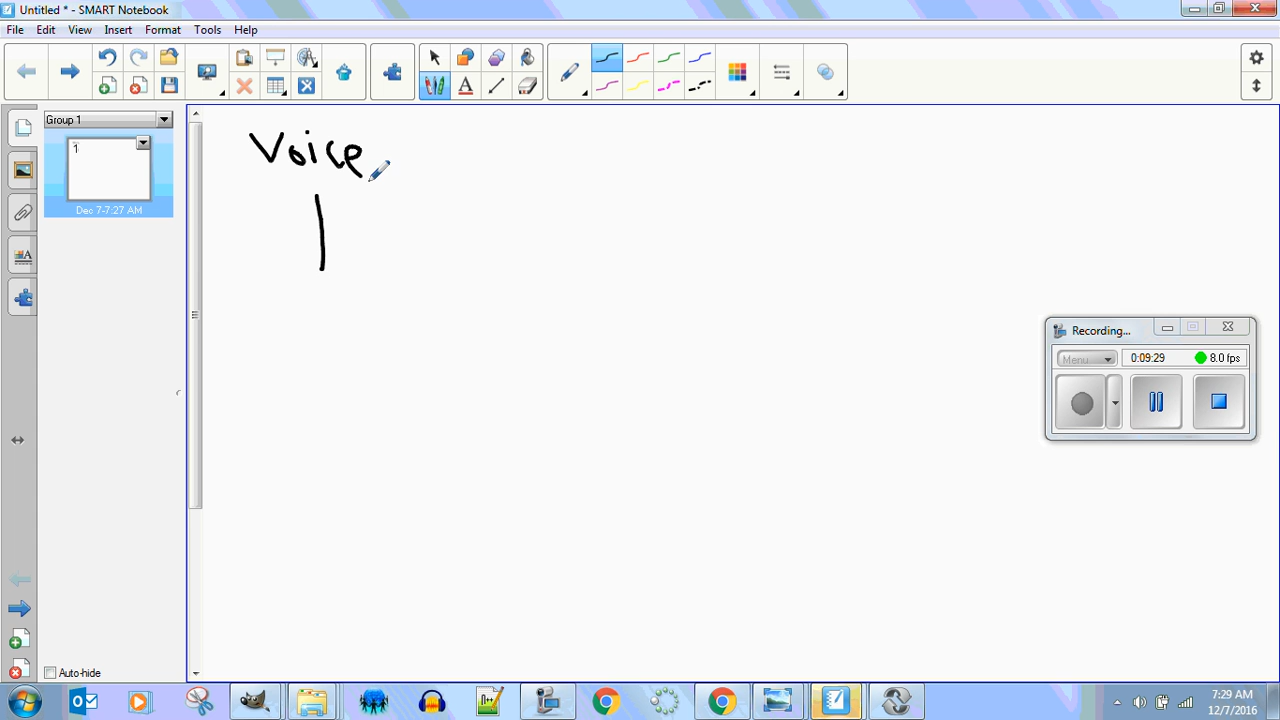 Untitled * - SMART Notebook
File Edit View Insert Format Tools Help
Group 1
1
Dec 7-7:27 AM
Voice
Recording...
Menu
0:09:29
8.0 fps
Auto-hide
7:29 AM
12/7/2016